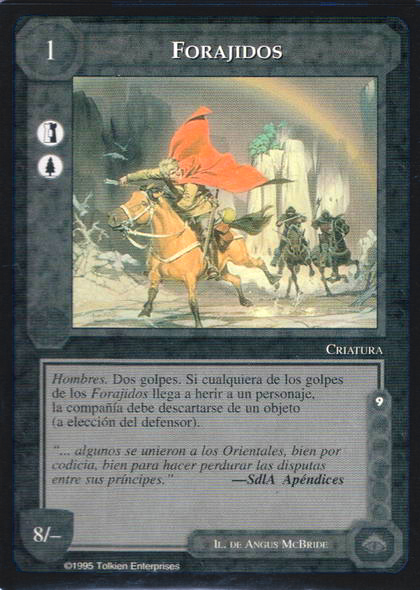 1
FORAJIDOS
CRIATURA
Hombres. Dos golpes. Si cualquiera de los golpes
de los Forajidos llega a herir a un personaje,
la compañía debe descartarse de un objeto
(a elección del defensor).
9
"... algunos se unieron a los Orientales, bien por
codicia, bien para hacer perdurar las disputas
entre sus príncipes." —SdlA Apéndices
8/–
IL. DE ANGUS MCBRIDE
©1995 Tolkien Enterprises